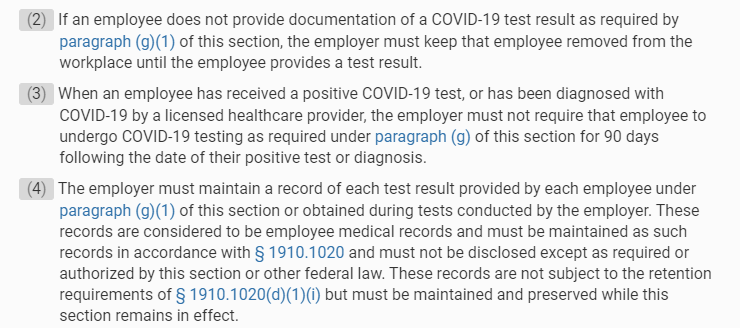 (2) If an employee does not provide documentation of a COVID-19 test result as required by
paragraph (g)(1) of this section, the employer must keep that employee removed from the
workplace until the employee provides a test result.
(3) When an employee has received a positive COVID-19 test, or has been diagnosed with
COVID-19 by a licensed healthcare provider, the employer must not require that employee to
undergo COVID-19 testing as required under paragraph (g) of this section for 90 days
following the date of their positive test or diagnosis.
(4) The employer must maintain a record of each test result provided by each employee under
paragraph (g)(1) of this section or obtained during tests conducted by the employer. These
records are considered to be employee medical records and must be maintained as such
records in accordance with § 1910.1020 and must not be disclosed except as required or
authorized by this section or other federal law. These records are not subject to the retention
requirements of § 1910.1020(d)(1)(i) but must be maintained and preserved while this
section remains in effect.